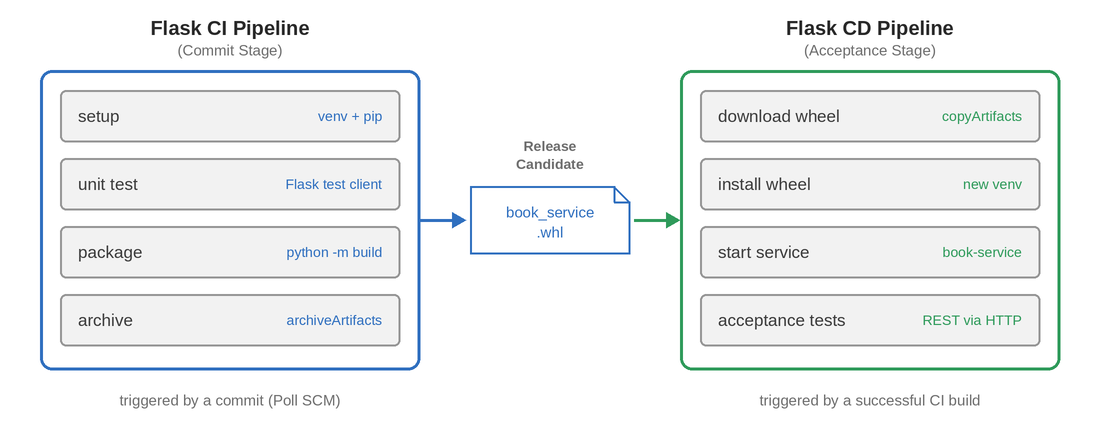 Flask CI Pipeline
(Commit Stage)
setup
venv + pip
unit test
Flask test client
package
python -m build
archive
archiveArtifacts
triggered by a commit (Poll SCM)
Release
Candidate
book_service
.whl
Flask CD Pipeline
(Acceptance Stage)
download wheel
copyArtifacts
install wheel
new venv
start service
book-service
acceptance tests
REST via HTTP
triggered by a successful CI build